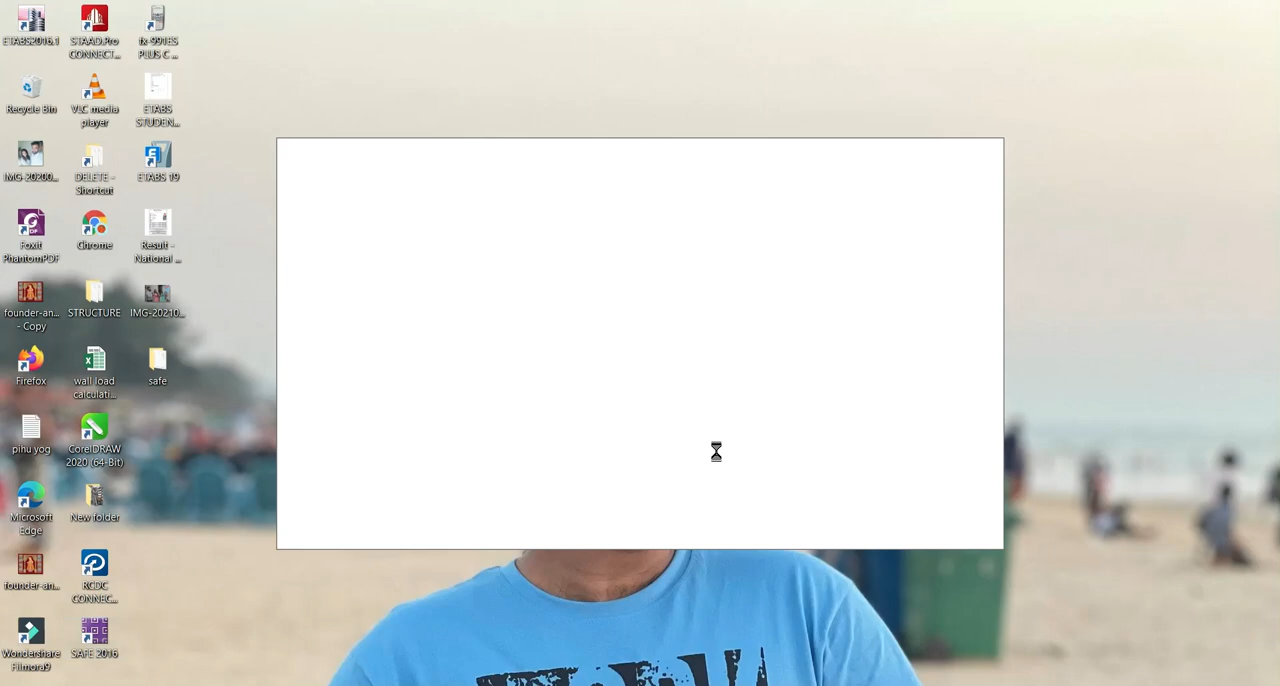 ETABS2016.1
STAAD.Pro
CONNECT...
fx-991ES
PLUS C ...
Recycle Bin
VLC media
player
ETABS
STUDEN...
IMG-20200...
DELETE -
Shortcut
ETABS 19
Foxit
PhantomPDF
Chrome
Result -
National ...
founder-an...
- Copy
STRUCTURE
IMG-20210...
Firefox
wall load
calculati...
safe
pihu yog
CorelDRAW
2020 (64-Bit)
Microsoft
Edge
New folder
founder-an...
RCDC
CONNEC...
Wondershare
Filmora9
SAFE 2016